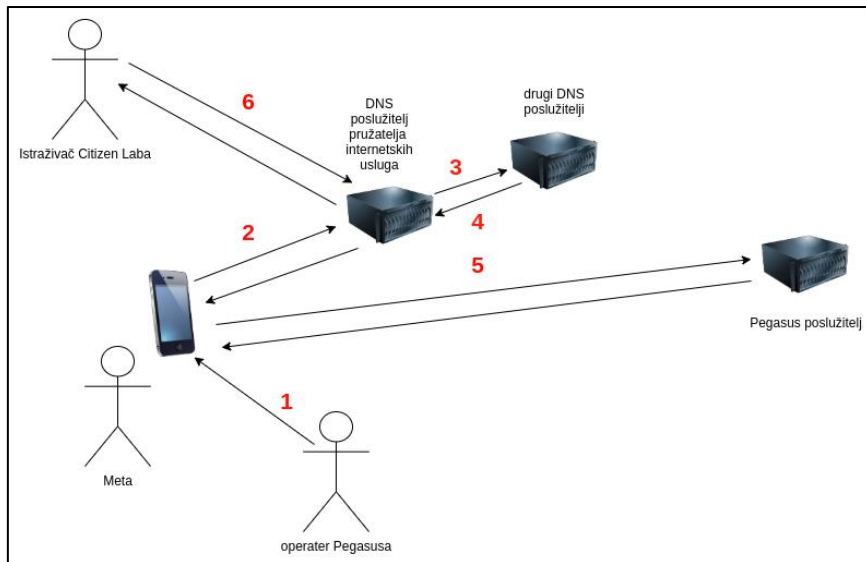 6
DNS
poslužitelj
pružatelja
internetskih
usluga
drugi DNS
poslužitelji
Istraživač Citizen Laba
3
4
2
5
Pegasus poslužitelj
1
Meta
operater Pegasusa